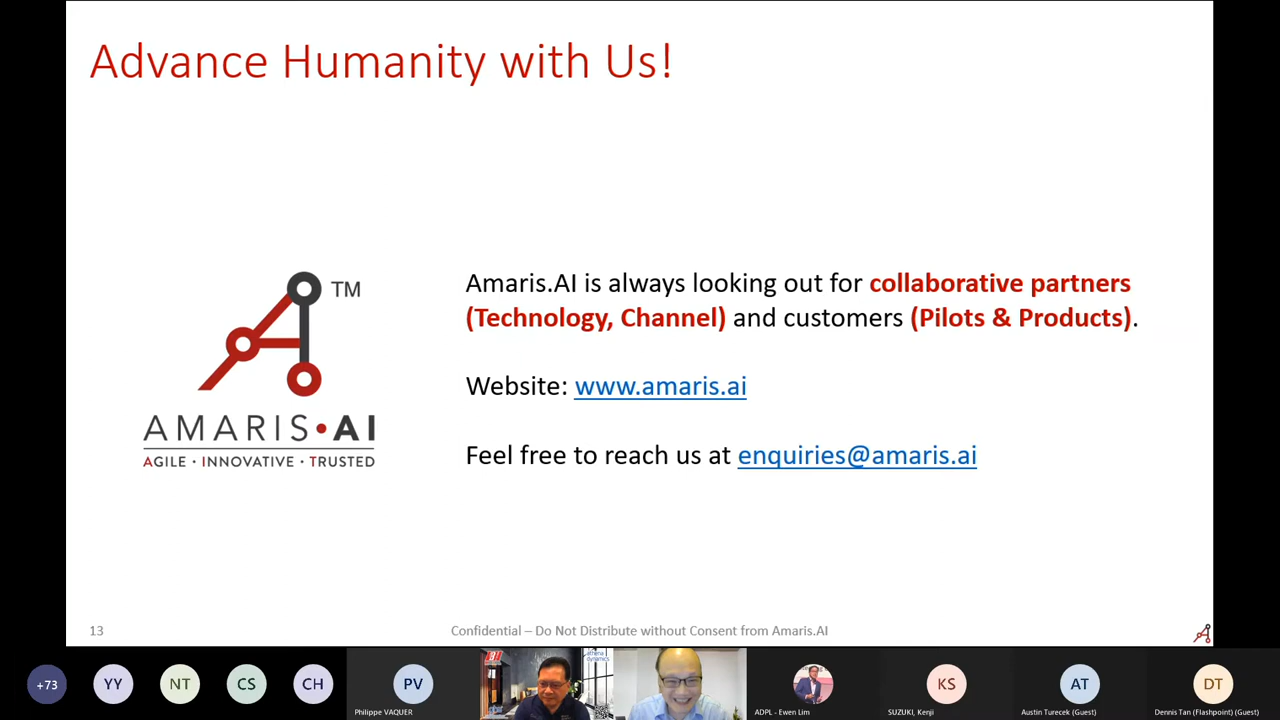 Advance Humanity with Us!
TM
AMARIS•AI
AGILE · INNOVATIVE · TRUSTED
Amaris.AI is always looking out for collaborative partners
(Technology, Channel) and customers (Pilots & Products).
Website: www.amaris.ai
Feel free to reach us at enquiries@amaris.ai
13
Confidential – Do Not Distribute without Consent from Amaris.AI
+73
YY
NT
CS
CH
PV
Philippe VAQUER
athena
dynamics
ADPL - Ewen Lim
KS
SUZUKI, Kenji
AT
Austin Turecek (Guest)
DT
Dennis Tan (Flashpoint) (Guest)